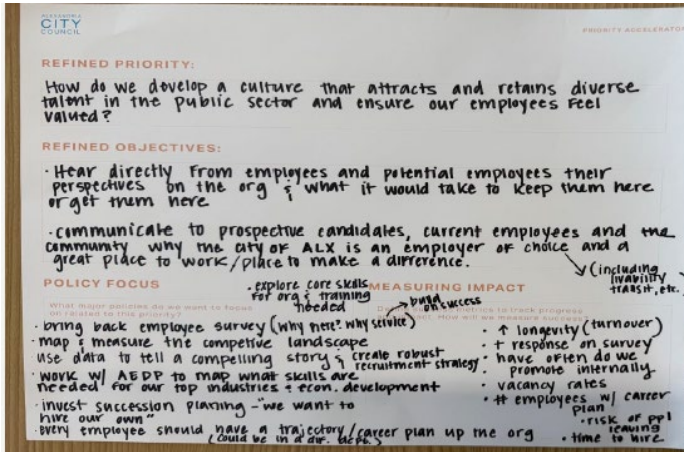 ALEXANDRIA
CITY
COUNCIL
PRIORITY ACCELERATOR
REFINED PRIORITY:
How do we develop a culture that attracts and retains diverse
talent in the public sector and ensure our employees feel
valued?
REFINED OBJECTIVES:
· Hear directly from employees and potential employees their
perspectives on the org & what it would take to keep them here
or get them here
· communicate to prospective candidates, current employees and the
community why the city of ALX is an employer of choice and a
great place to work/place to make a difference.
(including
livability
transit, etc.)
POLICY FOCUS
What major policies do we want to focus
on related to this priority?
· explore core skills
for org & training
needed
· bring back employee survey (why here? why service)
· map & measure the competive landscape
use data to tell a compelling story & create robust
recruitment strategy
· work w/ AEDP to map what skills are
needed for our top industries & econ. development
· invest succession planing - "we want to
hire our own"
· every employee should have a trajectory/career plan up the org
(could be in a dif. dept.)
MEASURING IMPACT
→ build
on success
metrics to track progress
How will we measure success?
· ↑ longevity (turnover)
· + response on survey
· have often do we
promote internally
· vacancy rates
· # employees w/ career
plan
· risk of ppl
leaving
· time to hire